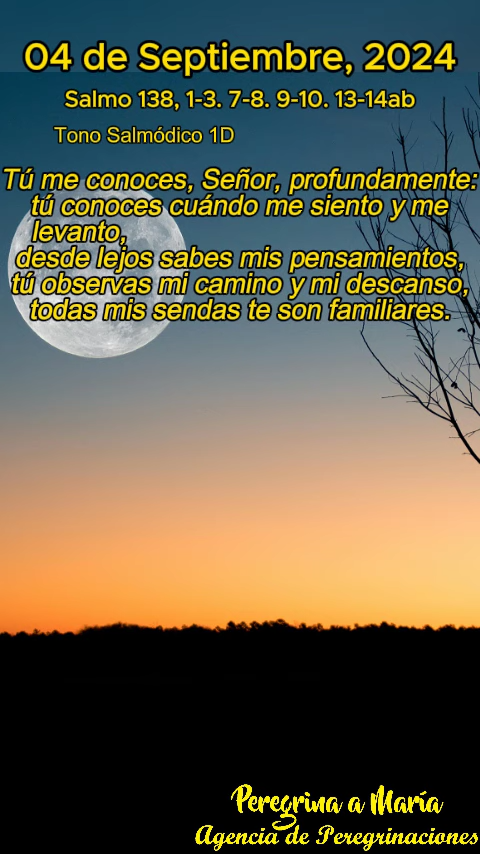 04 de Septiembre, 2024
Salmo 138, 1-3. 7-8. 9-10. 13-14ab
Tono Salmódico 1D
Tú me conoces, Señor, profundamente:
tú conoces cuándo me siento y me
levanto,
desde lejos sabes mis pensamientos,
tú observas mi camino y mi descanso,
todas mis sendas te son familiares.
Peregrina a María
Agencia de Peregrinaciones